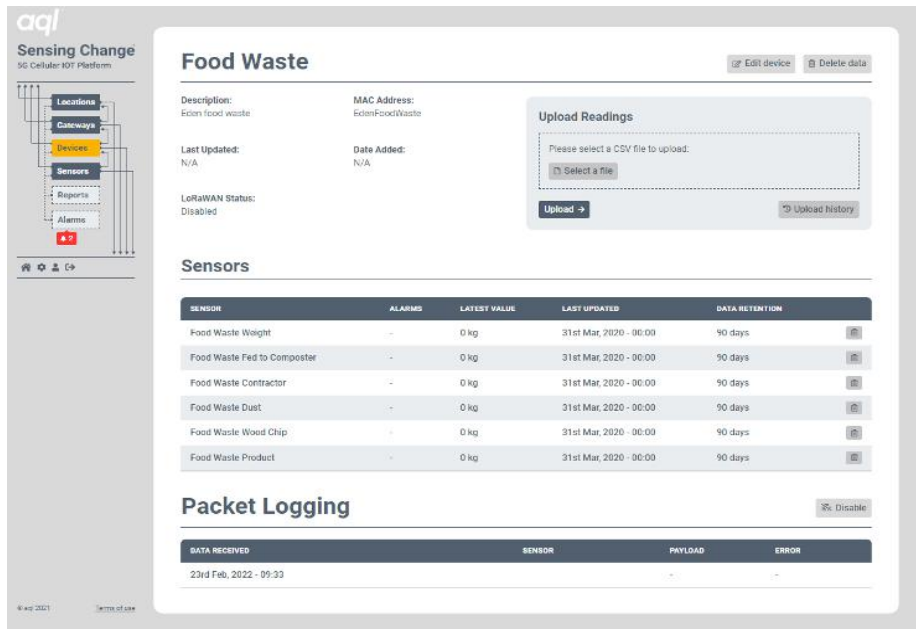 aql
Sensing Change
5G Cellular IOT Platform
Locations
Gateways
Devices
Sensors
Reports
Alarms
2
© aql 2021 Terms of use
Food Waste
Edit device Delete data
Description: MAC Address:
Eden food waste EdenFoodWaste
Last Updated: Date Added:
N/A N/A
LoRaWAN Status:
Disabled
Upload Readings
Please select a CSV file to upload:
Select a file
Upload → Upload history
Sensors
SENSOR ALARMS LATEST VALUE LAST UPDATED DATA RETENTION
Food Waste Weight - 0 kg 31st Mar, 2020 - 00:00 90 days
Food Waste Fed to Composter - 0 kg 31st Mar, 2020 - 00:00 90 days
Food Waste Contractor - 0 kg 31st Mar, 2020 - 00:00 90 days
Food Waste Dust - 0 kg 31st Mar, 2020 - 00:00 90 days
Food Waste Wood Chip - 0 kg 31st Mar, 2020 - 00:00 90 days
Food Waste Product - 0 kg 31st Mar, 2020 - 00:00 90 days
Packet Logging
Disable
DATA RECEIVED SENSOR PAYLOAD ERROR
23rd Feb, 2022 - 09:33 - -